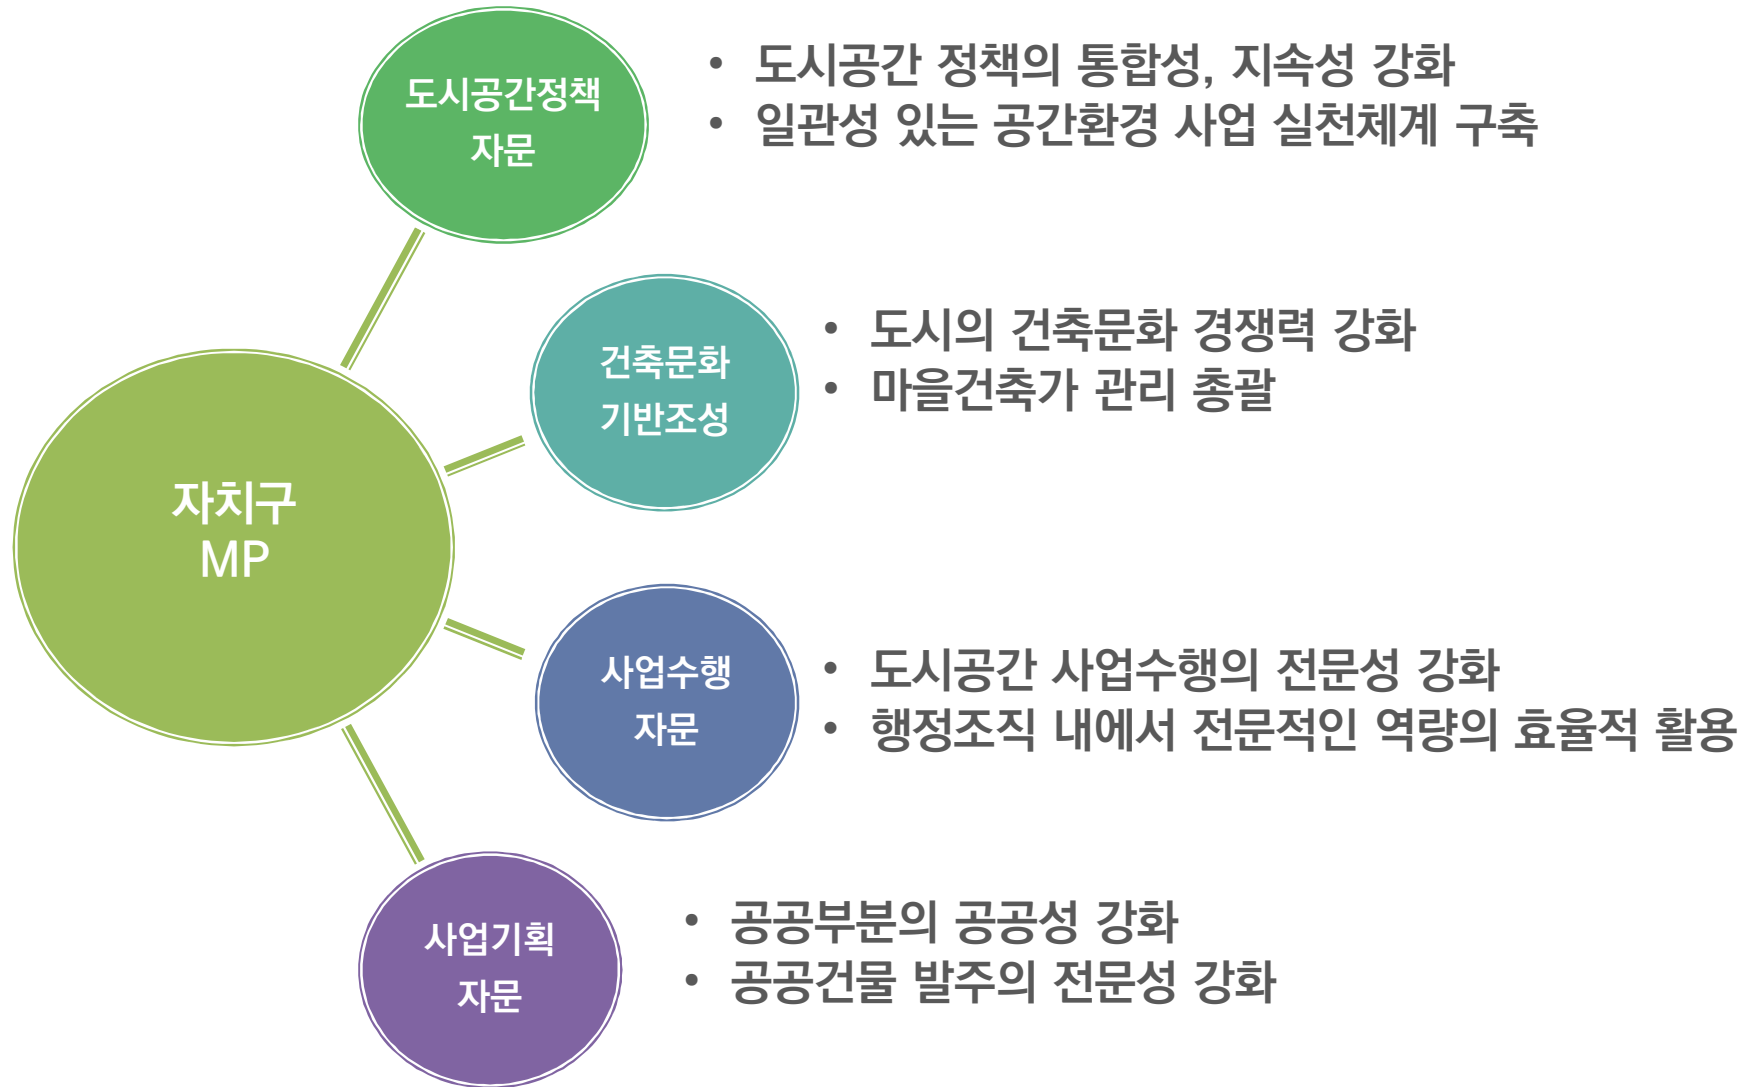 도시공간정책
자문
• 도시공간 정책의 통합성, 지속성 강화
• 일관성 있는 공간환경 사업 실천체계 구축
건축문화
기반조성
• 도시의 건축문화 경쟁력 강화
• 마을건축가 관리 총괄
자치구
MP
사업수행
자문
• 도시공간 사업수행의 전문성 강화
• 행정조직 내에서 전문적인 역량의 효율적 활용
사업기획
자문
• 공공부분의 공공성 강화
• 공공건물 발주의 전문성 강화